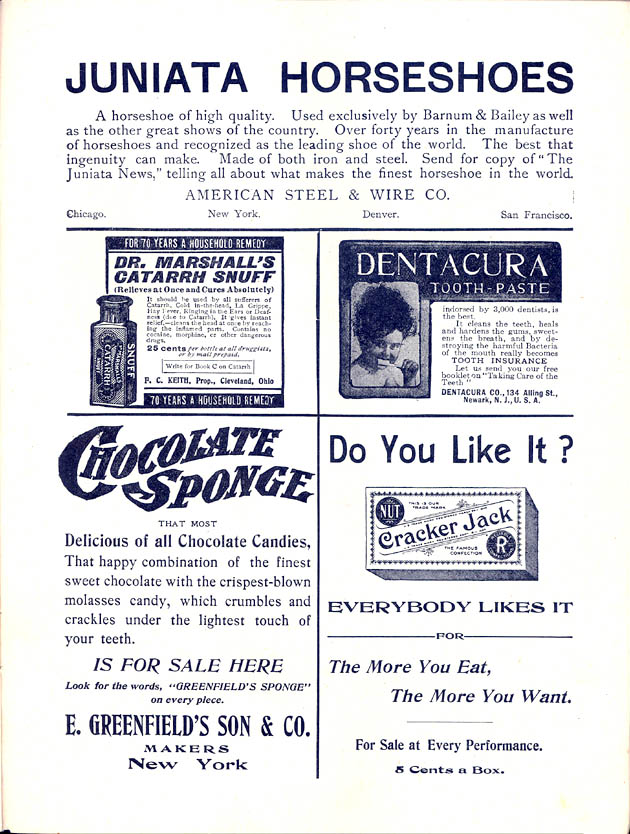 JUNIATA HORSESHOES
A horseshoe of high quality. Used exclusively by Barnum & Bailey as well
as the other great shows of the country. Over forty years in the manufacture
of horseshoes and recognized as the leading shoe of the world. The best that
ingenuity can make. Made of both iron and steel. Send for copy of "The
Juniata News," telling all about what makes the finest horseshoe in the world.
AMERICAN STEEL & WIRE CO.
Chicago. New York. Denver. San Francisco.
FOR 70 YEARS A HOUSEHOLD REMEDY
DR. MARSHALL'S
CATARRH SNUFF
(Relieves at Once and Cures Absolutely)
It should be used by all sufferers of
Catarrh, Cold in-the-head, La Grippe,
Hay Fever, Ringing in the Ears or Deaf-
ness (due to Catarrh). It gives instant
relief,—cleans the head at once by reach-
ing the inflamed parts. Contains no
cocaine, morphine, or other dangerous
drugs.
25 cents per bottle at all druggists,
or by mail prepaid.
Write for Book C on Catarrh
F. C. KEITH, Prop., Cleveland, Ohio
70 YEARS A HOUSEHOLD REMEDY
CATARRH
SNUFF
DENTACURA
TOOTH-PASTE
indorsed by 3,000 dentists, is
the best.
It cleans the teeth, heals
and hardens the gums, sweet-
ens the breath, and by de-
stroying the harmful Bacteria
of the mouth really becomes
TOOTH INSURANCE
Let us send you our free
booklet on "Taking Care of the
Teeth"
DENTACURA CO., 134 Alling St.,
Newark, N. J., U. S. A.
CHOCOLATE
SPONGE
THAT MOST
Delicious of all Chocolate Candies,
That happy combination of the finest
sweet chocolate with the crispest-blown
molasses candy, which crumbles and
crackles under the lightest touch of
your teeth.
IS FOR SALE HERE
Look for the words, "GREENFIELD'S SPONGE"
on every piece.
E. GREENFIELD'S SON & CO.
MAKERS
New York
Do You Like It?
THIS IS OUR
TRADE MARK
NUT
Cracker Jack
THE FAMOUS
CONFECTION
R
EVERYBODY LIKES IT
FOR
The More You Eat,
The More You Want.
For Sale at Every Performance.
5 Cents a Box.